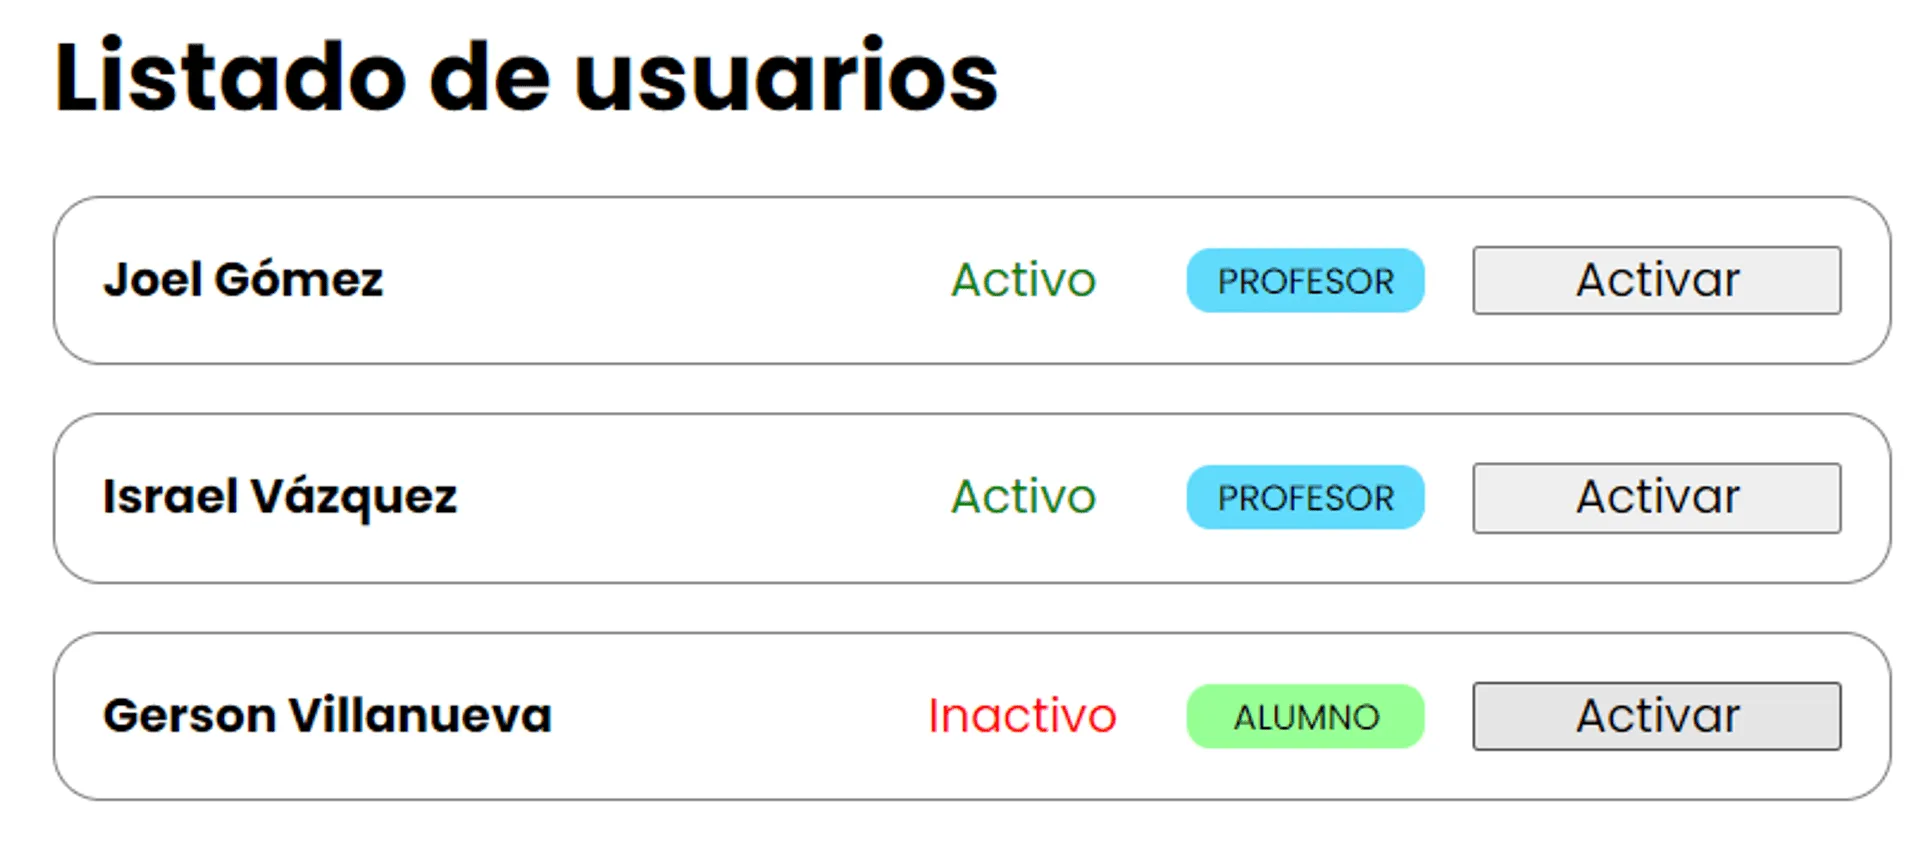 Listado de usuarios
Joel Gómez Activo PROFESOR Activar
Israel Vázquez Activo PROFESOR Activar
Gerson Villanueva Inactivo ALUMNO Activar